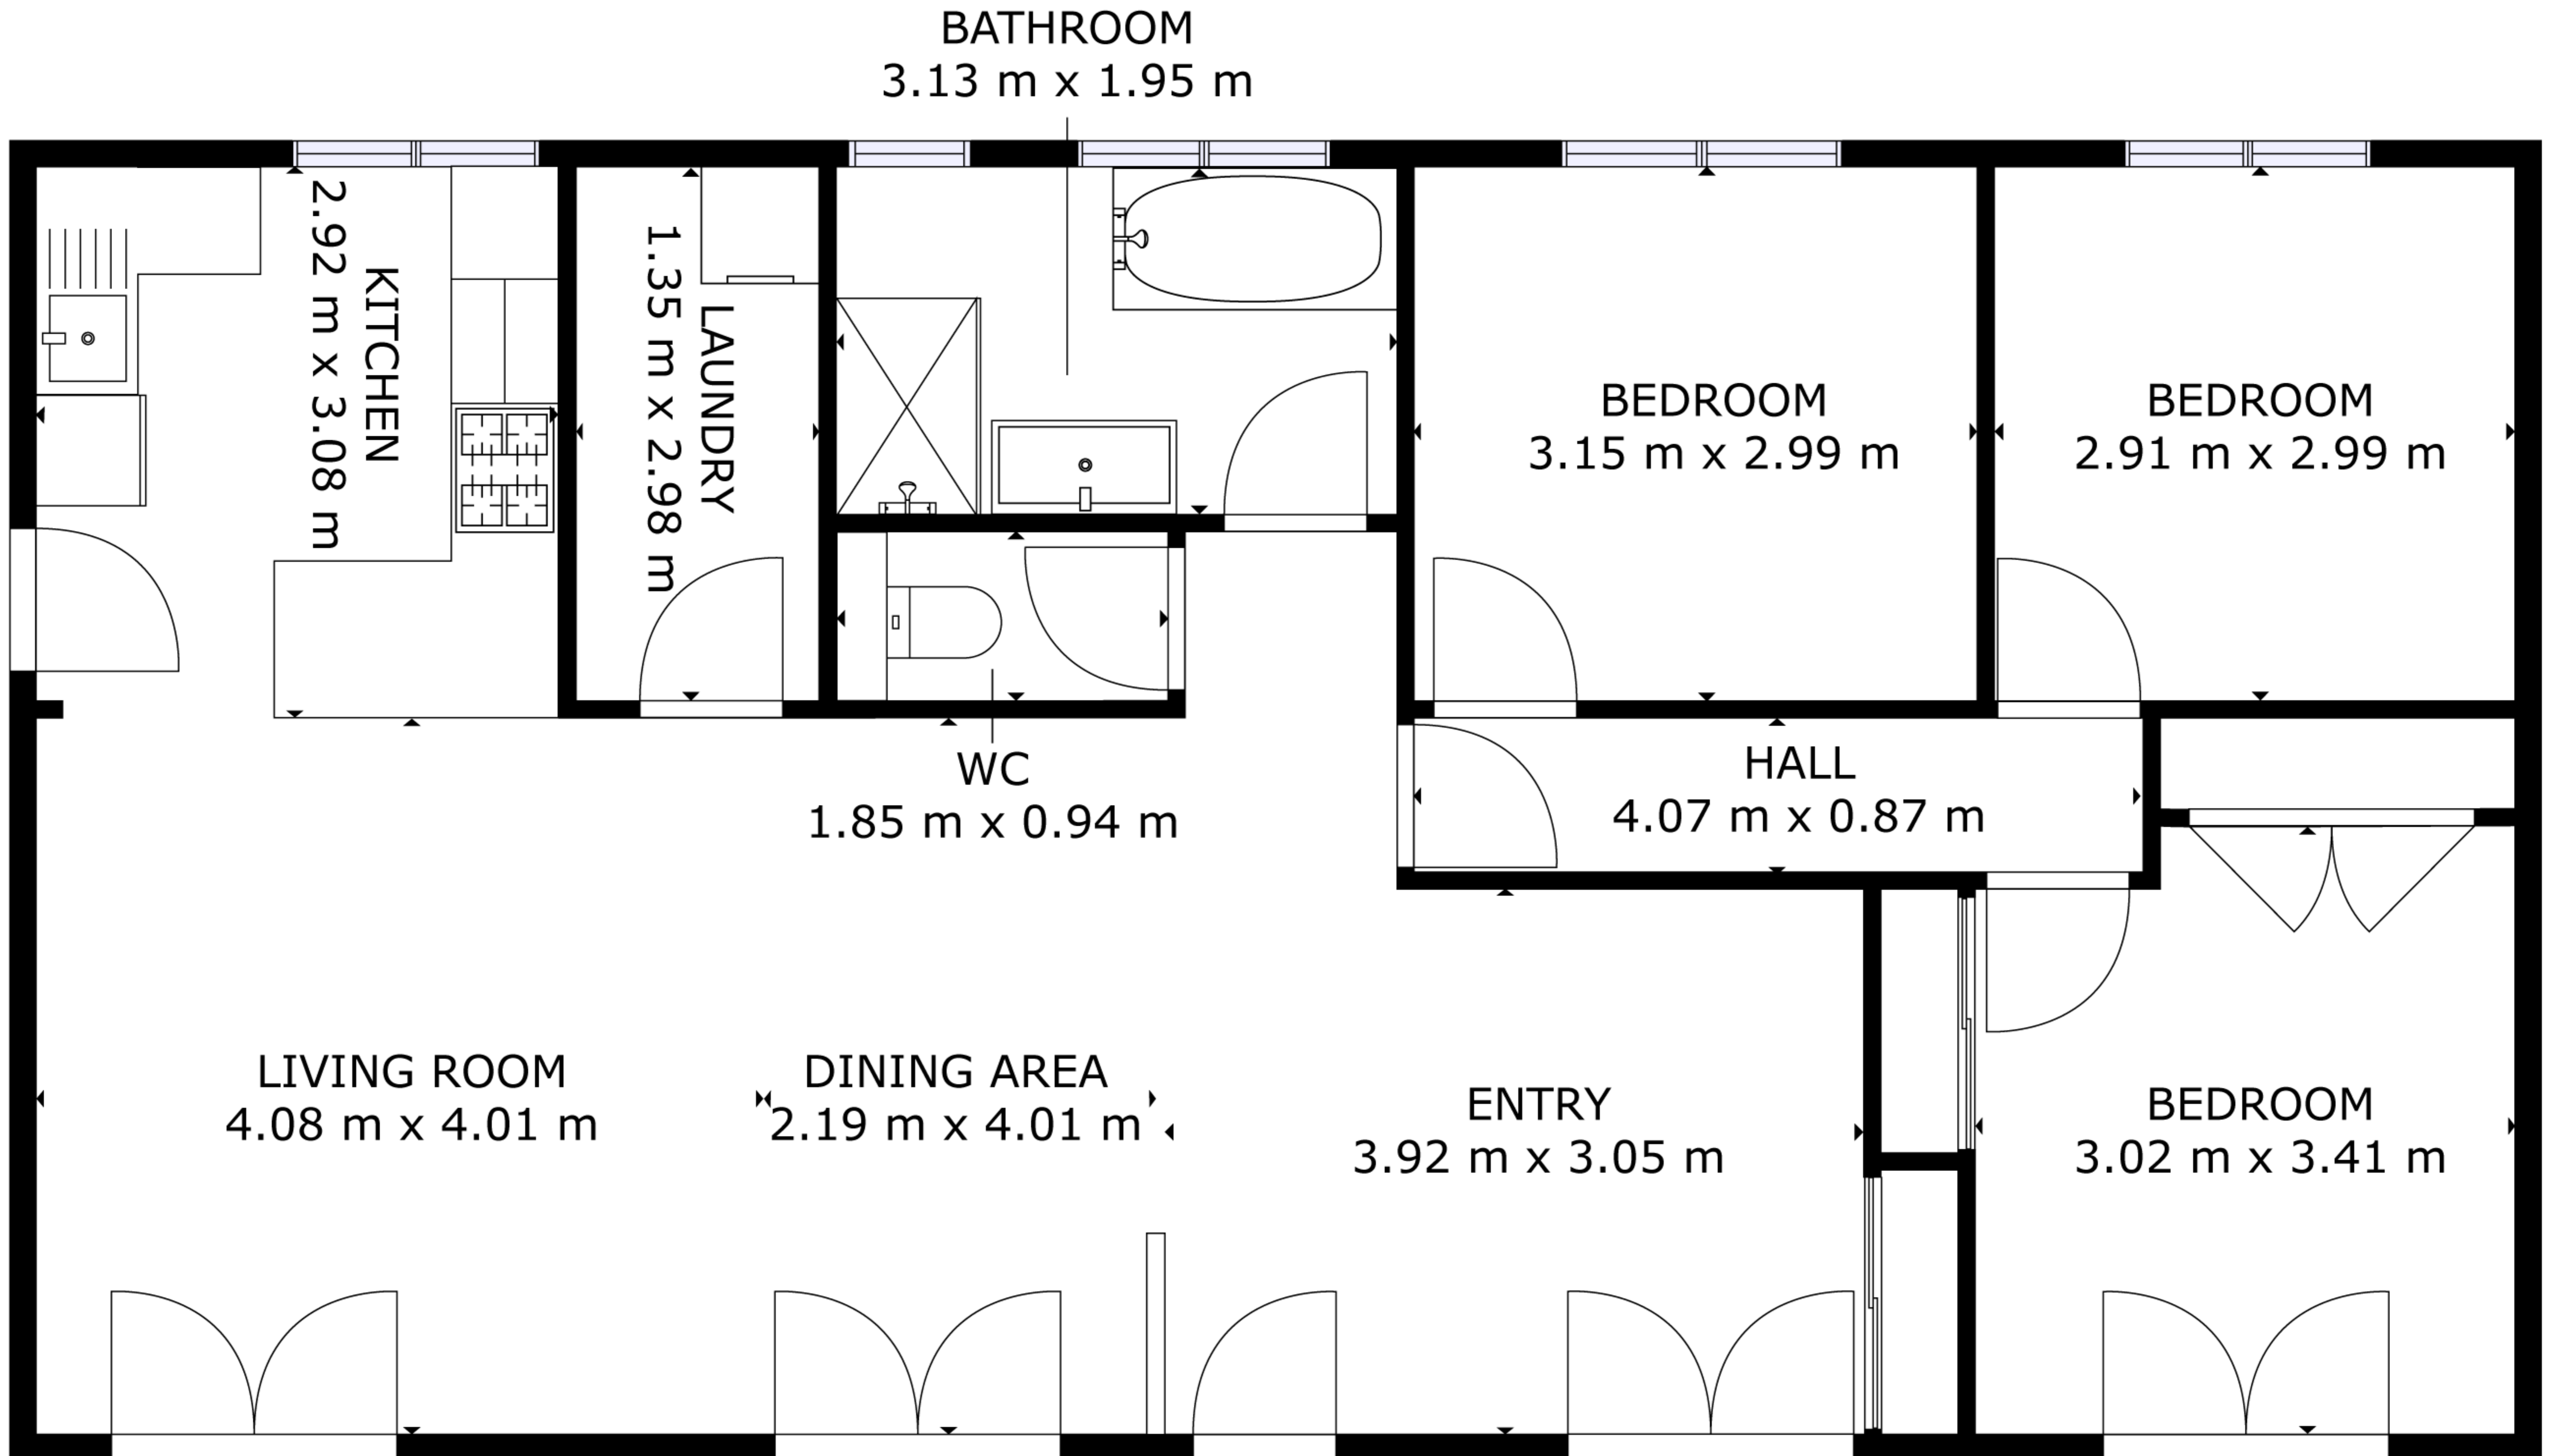 BATHROOM
3.13 m x 1.95 m
KITCHEN
2.92 m x 3.08 m
LAUNDRY
1.35 m x 2.98 m
BEDROOM
3.15 m x 2.99 m
BEDROOM
2.91 m x 2.99 m
WC
1.85 m x 0.94 m
HALL
4.07 m x 0.87 m
LIVING ROOM
4.08 m x 4.01 m
DINING AREA
2.19 m x 4.01 m
ENTRY
3.92 m x 3.05 m
BEDROOM
3.02 m x 3.41 m